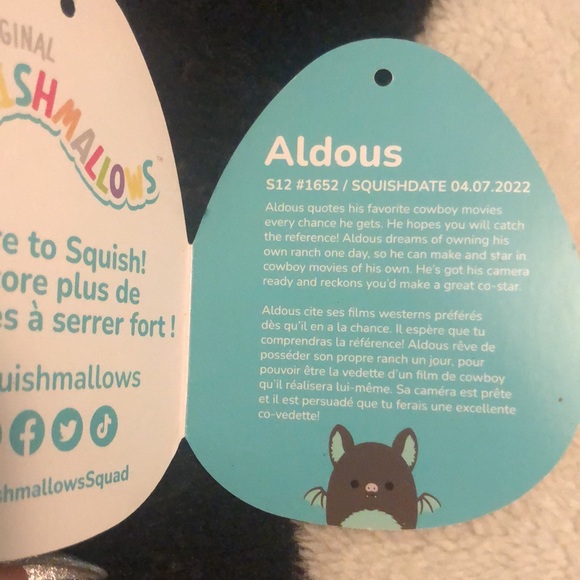 GINAL
ISHMALLOWS™
re to Squish!
ore plus de
s à serrer fort !
uishmallows
shmallowsSquad
Aldous
S12 #1652 / SQUISHDATE 04.07.2022
Aldous quotes his favorite cowboy movies
every chance he gets. He hopes you will catch
the reference! Aldous dreams of owning his
own ranch one day, so he can make and star in
cowboy movies of his own. He's got his camera
ready and reckons you'd make a great co-star.
Aldous cite ses films westerns préférés
dès qu'il en a la chance. Il espère que tu
comprendras la référence! Aldous rêve de
posséder son propre ranch un jour, pour
pouvoir être la vedette d'un film de cowboy
qu'il réalisera lui-même. Sa caméra est prête
et il est persuadé que tu ferais une excellente
co-vedette!